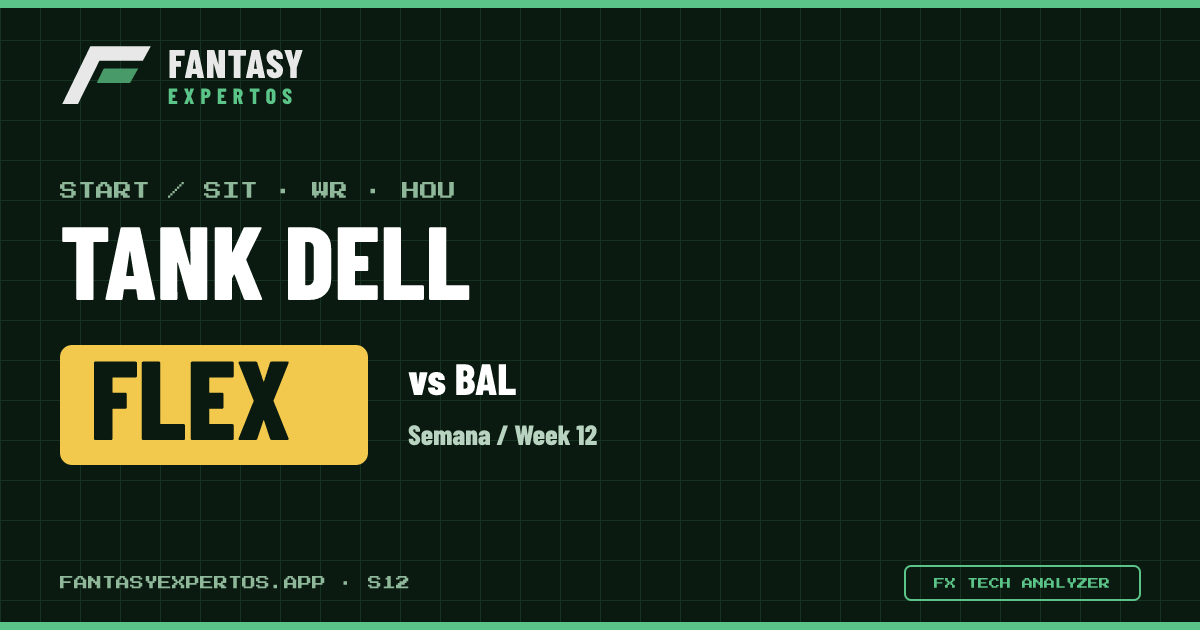 FANTASY
EXPERTOS
START / SIT · WR · HOU
TANK DELL
FLEX
vs BAL
Semana / Week 12
FANTASYEXPERTOS.APP · S12
FX TECH ANALYZER